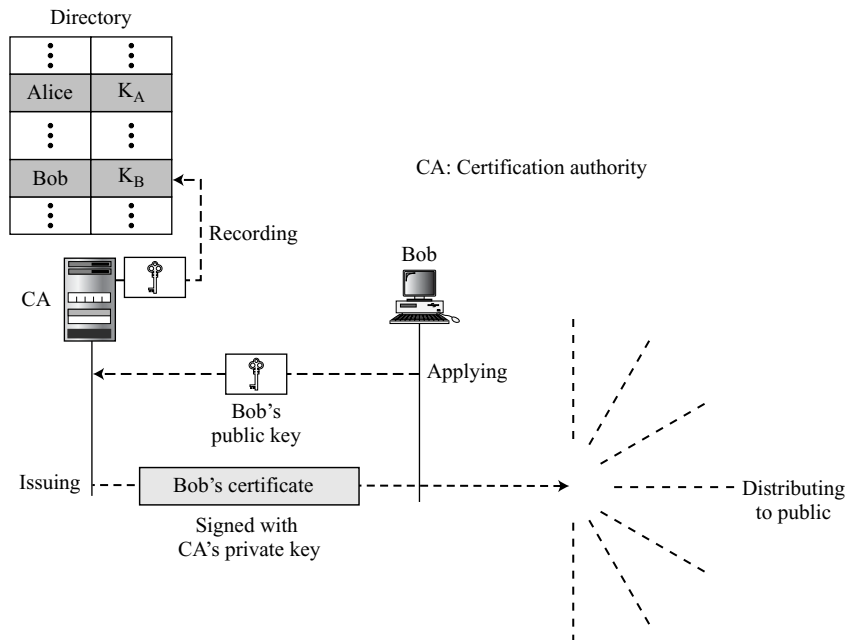 Directory
Alice K_A
Bob K_B
CA: Certification authority
Recording
Bob
CA
Applying
Bob’s
public key
Issuing
Bob’s certificate
Distributing
to public
Signed with
CA’s private key